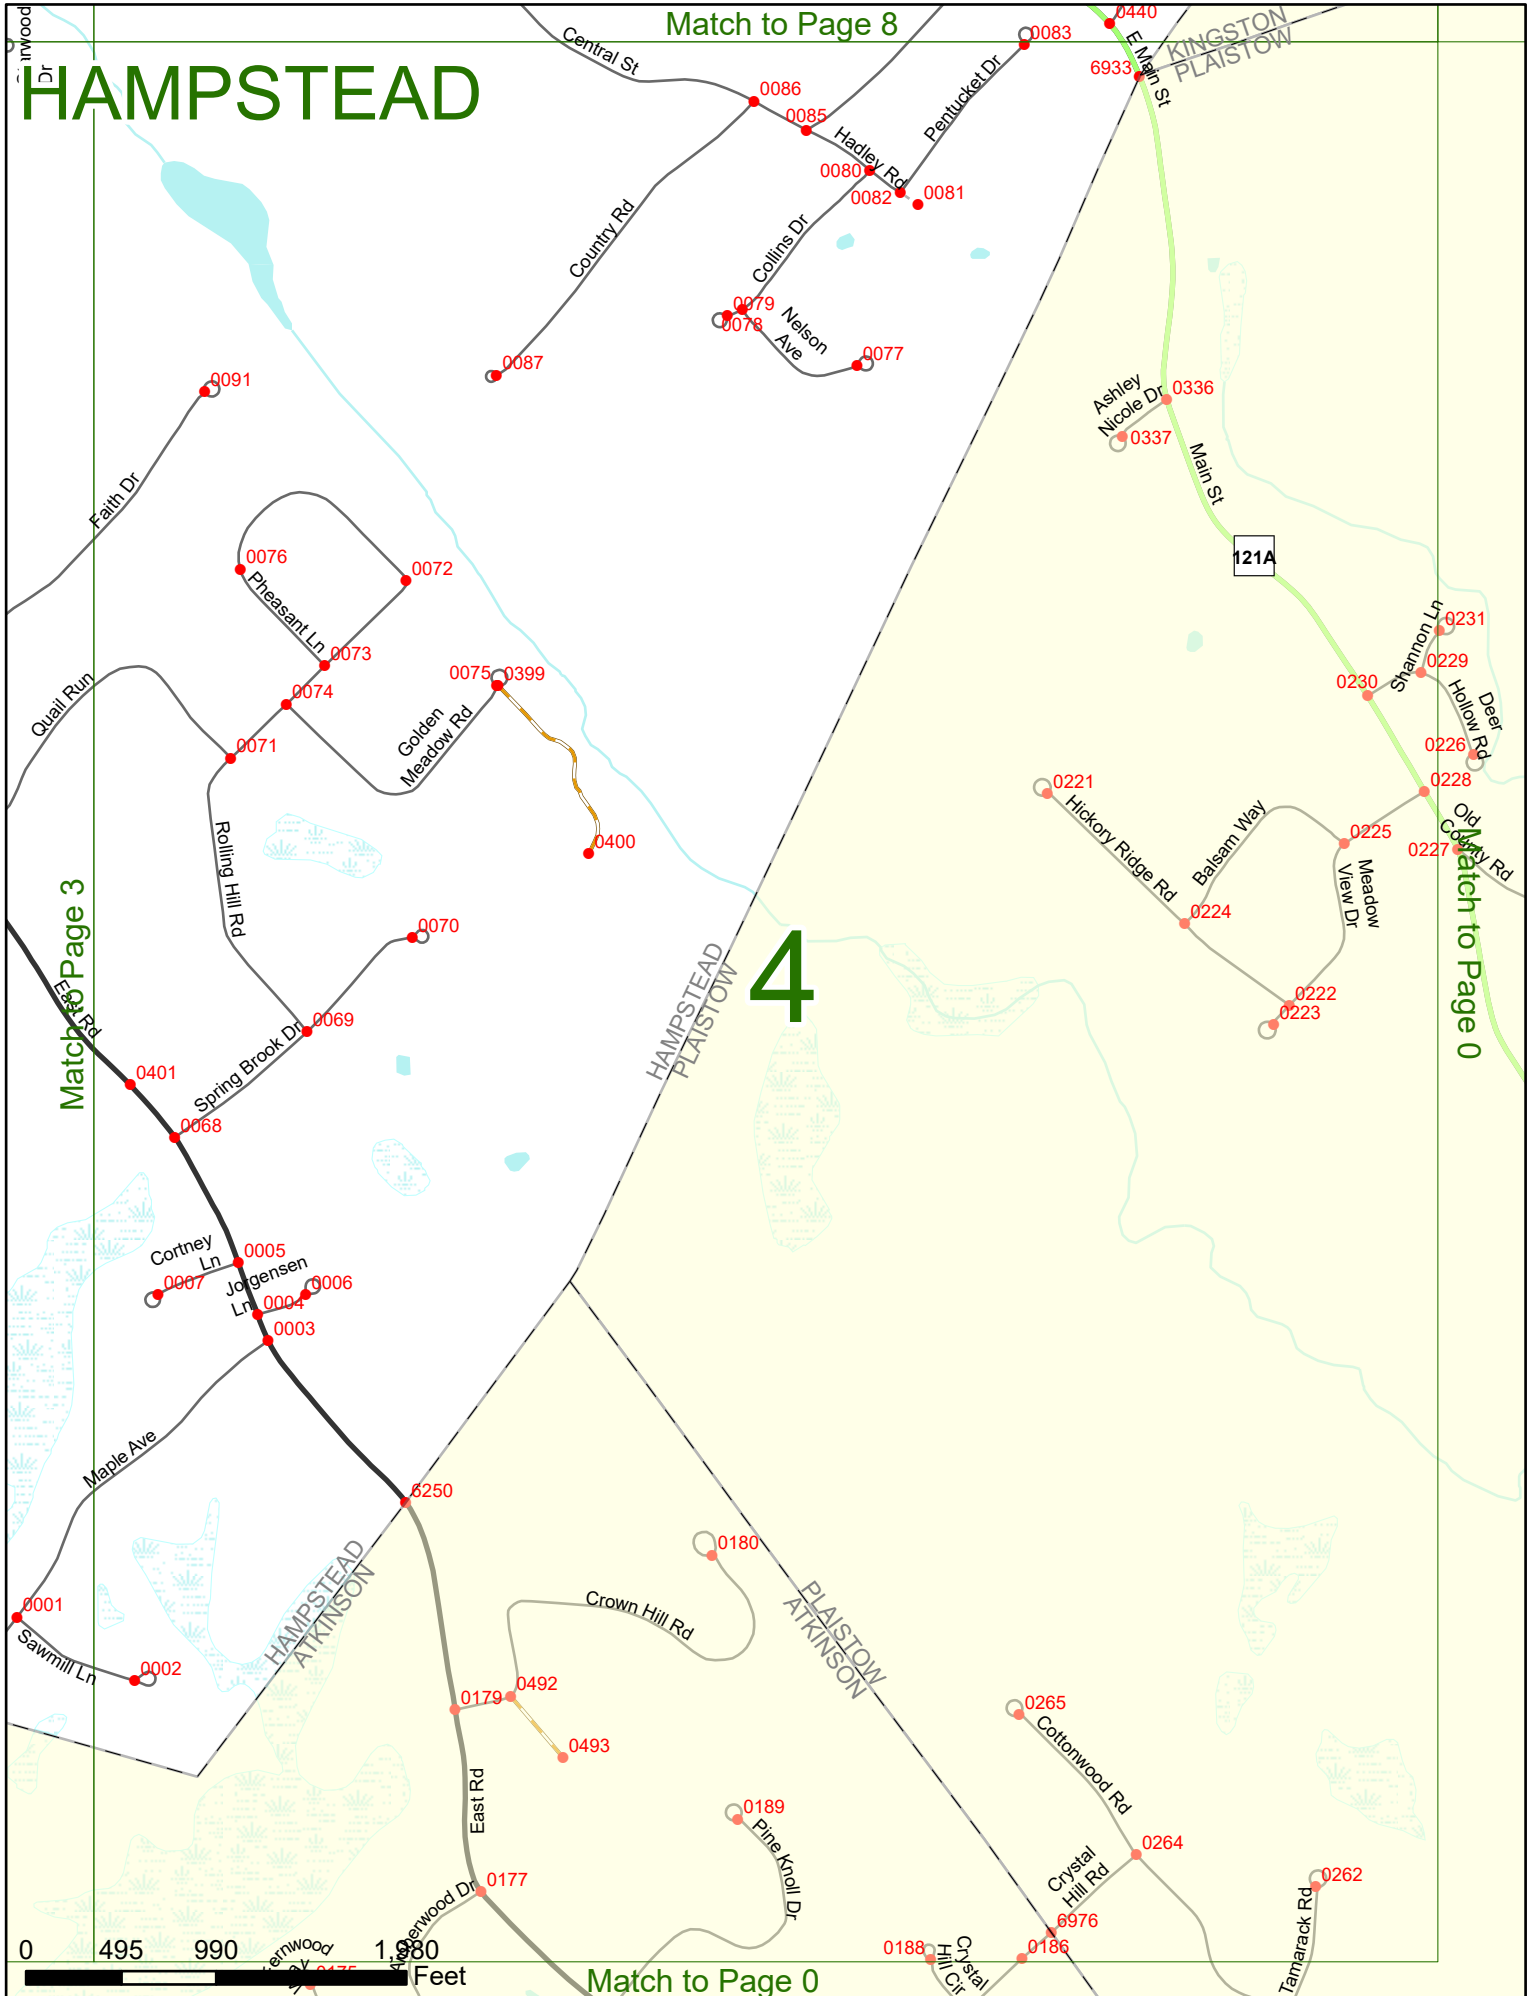 Match to Page 8
HAMPSTEAD
Central St
Pentucket Dr
0083
0440
E Main St
KINGSTON
PLAISTOW
6933
0086
0085
Hadley Rd
0080
0082
0081
Country Rd
Collins Dr
0079
0078
Nelson
Ave
0077
0087
0091
Faith Dr
Ashley
Nicole Dr
0336
0337
Main St
121A
0076
0072
Pheasant Ln
0073
0074
0075
0399
Golden
Meadow Rd
Quail Run
0071
Rolling Hill Rd
0400
0231
Shannon Ln
0229
0230
Deer
Hollow Rd
0226
0228
0221
Hickory Ridge Rd
Balsam Way
0225
Old
County Rd
0227
Meadow
View Dr
0224
0222
0223
Match to Page 3
Match to Page 0
East Rd
0070
0069
Spring Brook Dr
0401
0068
HAMPSTEAD
PLAISTOW
4
Cortney
Ln
0005
0007
Jorgensen
Ln
0006
0004
0003
Maple Ave
6250
HAMPSTEAD
ATKINSON
0001
Sawmill Ln
0002
0180
Crown Hill Rd
PLAISTOW
ATKINSON
0179
0492
0493
East Rd
0177
0189
Pine Knoll Dr
0265
Cottonwood Rd
0264
Crystal
Hill Rd
6976
0186
0188
Crystal
Hill Cir
0262
Tamarack Rd
0 495 990 1,980
Feet
Match to Page 0